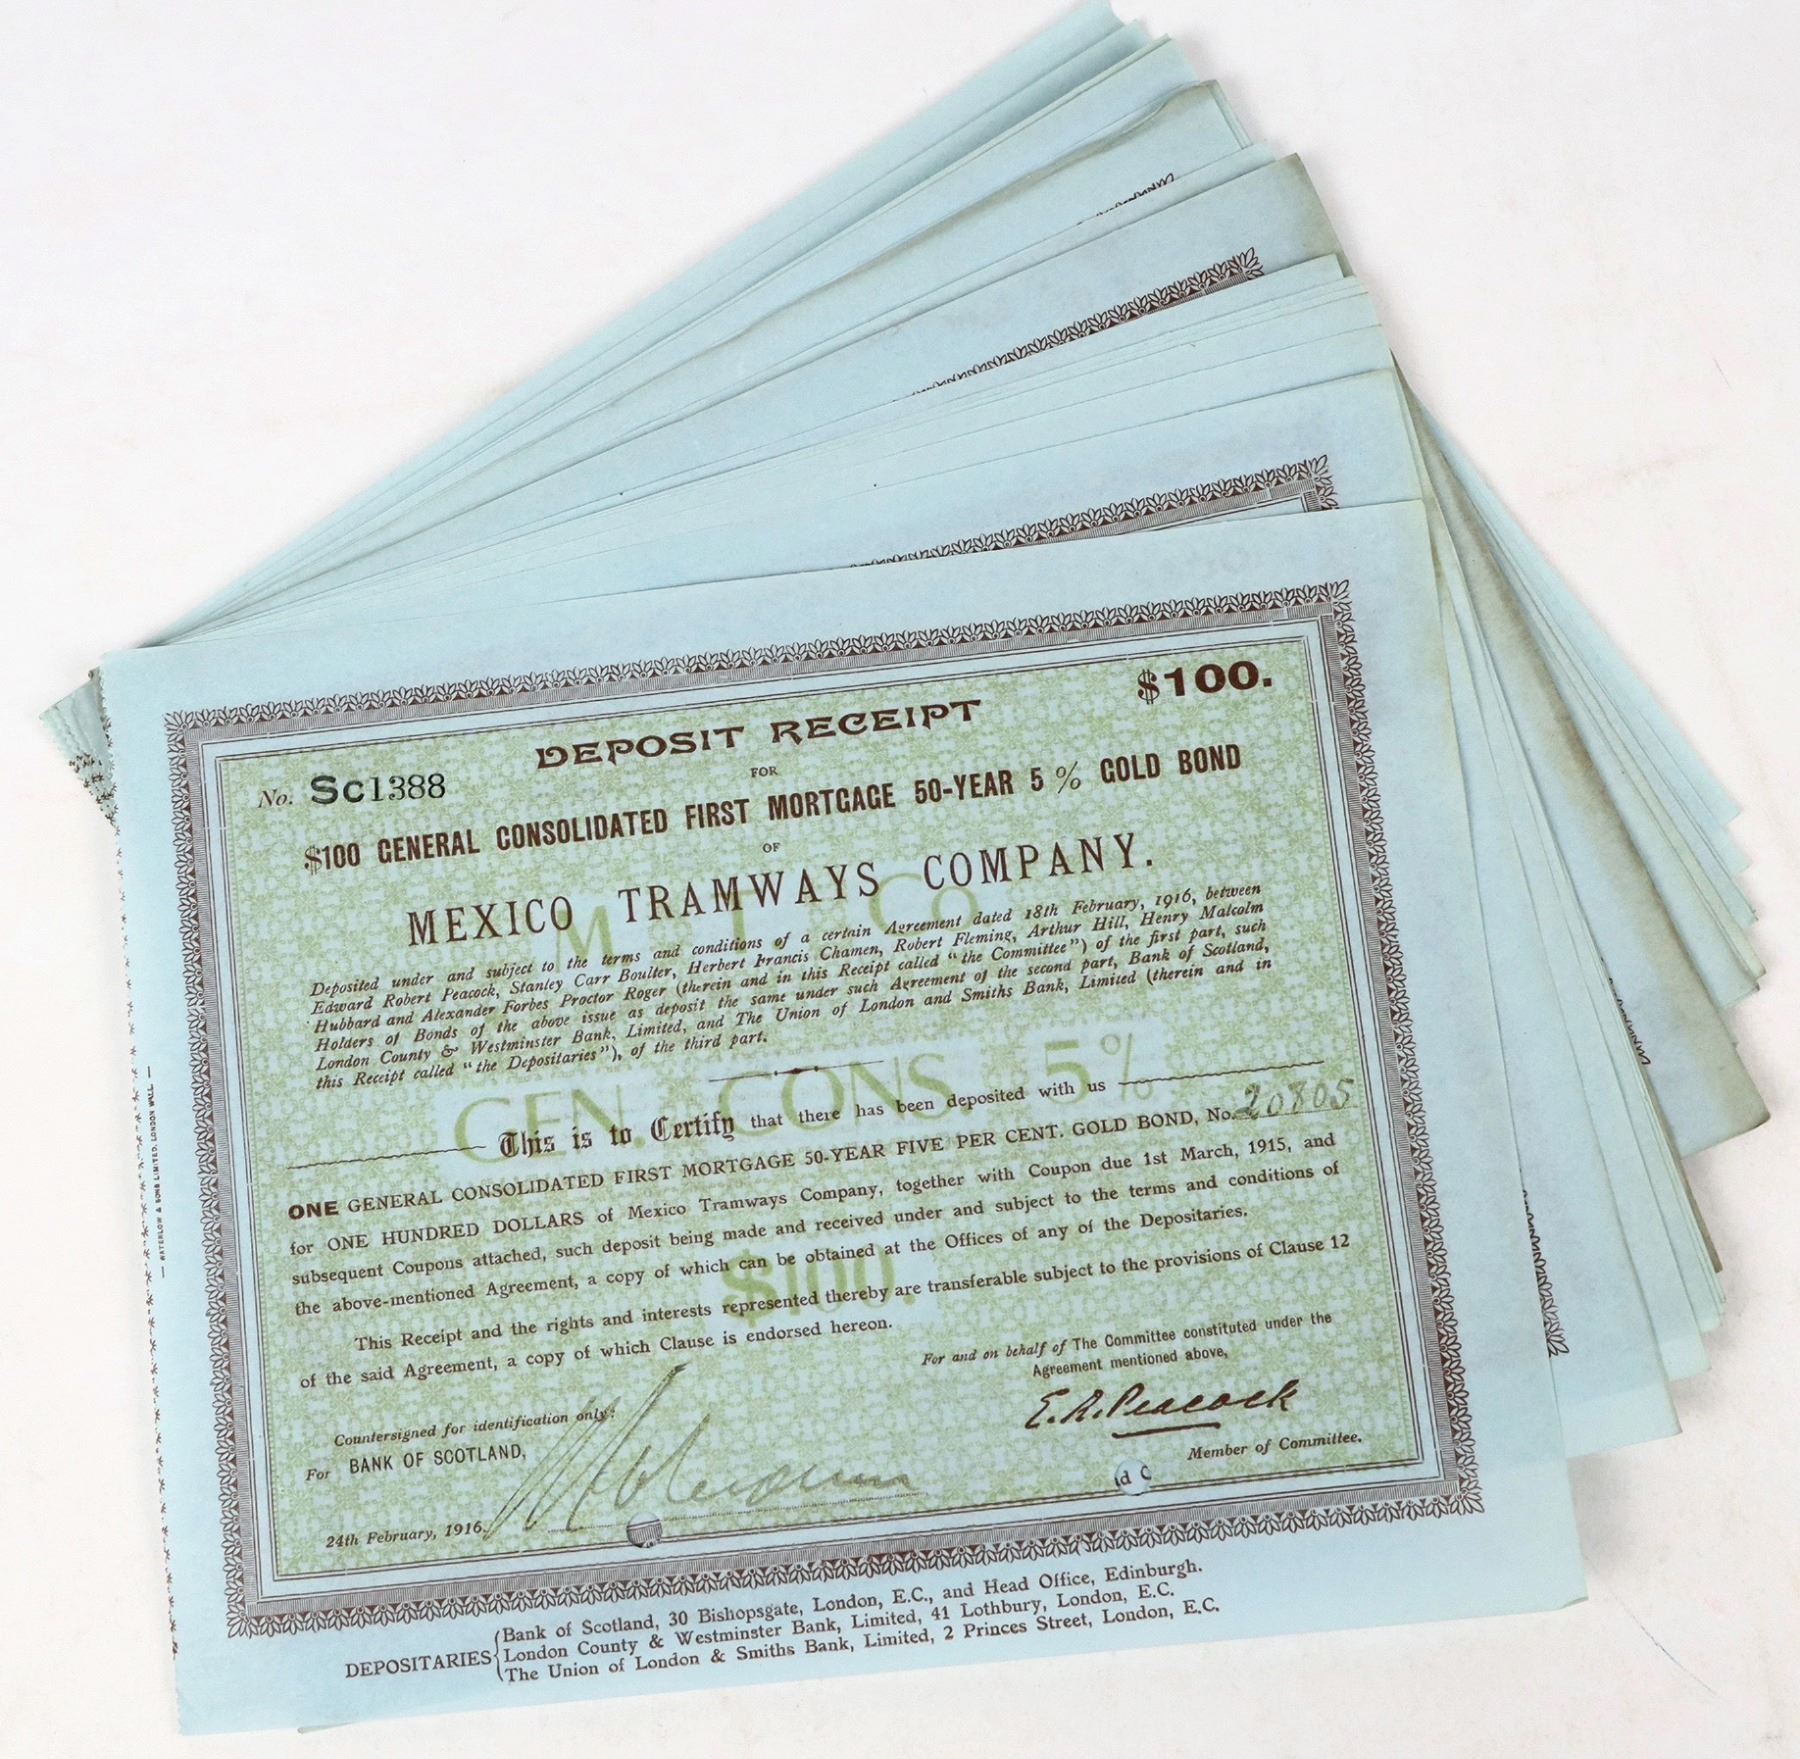 DEPOSIT RECEIPT
$100.
No. Sc1388
FOR
$100 GENERAL CONSOLIDATED FIRST MORTGAGE 50-YEAR 5% GOLD BOND
OF
MEXICO TRAMWAYS COMPANY.
Deposited under and subject to the terms and conditions of a certain Agreement dated 18th February, 1916, between
Edward Robert Peacock, Stanley Carr Boulter, Herbert Francis Chamen, Robert Fleming, Arthur Hill, Henry Malcolm
Hubbard and Alexander Forbes Proctor Roger (therein and in this Receipt called "the Committee") of the first part, such
Holders of Bonds of the above issue as deposit the same under such Agreement of the second part, Bank of Scotland,
London County & Westminster Bank, Limited, and The Union of London and Smiths Bank, Limited (therein and in
this Receipt called "the Depositaries"), of the third part.
M T Co
GEN. CONS 5%
$100.
This is to Certify that there has been deposited with us
ONE GENERAL CONSOLIDATED FIRST MORTGAGE 50-YEAR FIVE PER CENT. GOLD BOND, No. 20805
for ONE HUNDRED DOLLARS of Mexico Tramways Company, together with Coupon due 1st March, 1915, and
subsequent Coupons attached, such deposit being made and received under and subject to the terms and conditions of
the above-mentioned Agreement, a copy of which can be obtained at the Offices of any of the Depositaries.
This Receipt and the rights and interests represented thereby are transferable subject to the provisions of Clause 12
of the said Agreement, a copy of which Clause is endorsed hereon.
For and on behalf of The Committee constituted under the
Agreement mentioned above,
E. R. Peacock
Member of Committee.
Countersigned for identification only:
For BANK OF SCOTLAND,
24th February, 1916.
d C
DEPOSITARIES
Bank of Scotland, 30 Bishopsgate, London, E.C., and Head Office, Edinburgh.
London County & Westminster Bank, Limited, 41 Lothbury, London, E.C.
The Union of London & Smiths Bank, Limited, 2 Princes Street, London, E.C.
— WATERLOW & SONS LIMITED, LONDON WALL —